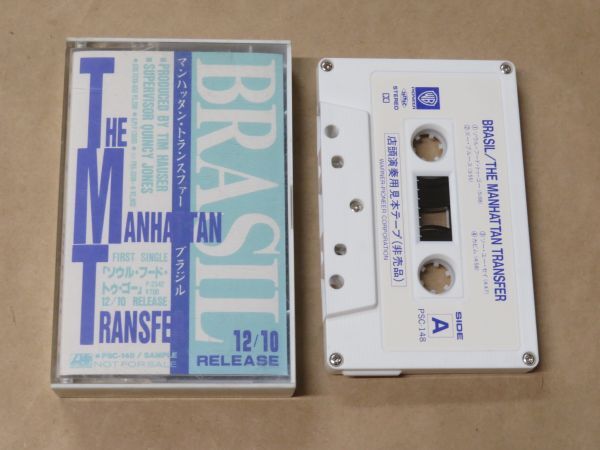 BRASIL
マンハッタン・トランスファー/ブラジル
●PRODUCED BY TIM HAUSER
●SUPERVISOR QUINCY JONES
THE
MANHATTAN
TRANSFE
FIRST SINGLE
「ソウル・フード・
トゥ・ゴー」
12/10 RELEASE
12/10
RELEASE
●PSC-148 / SAMPLE
NOT FOR SALE
BRASIL/THE MANHATTAN TRANSFER
STEREO
店頭演奏用見本テープ(非売品)
WARNER-PIONEER CORPORATION
SIDE
A
PSC-148